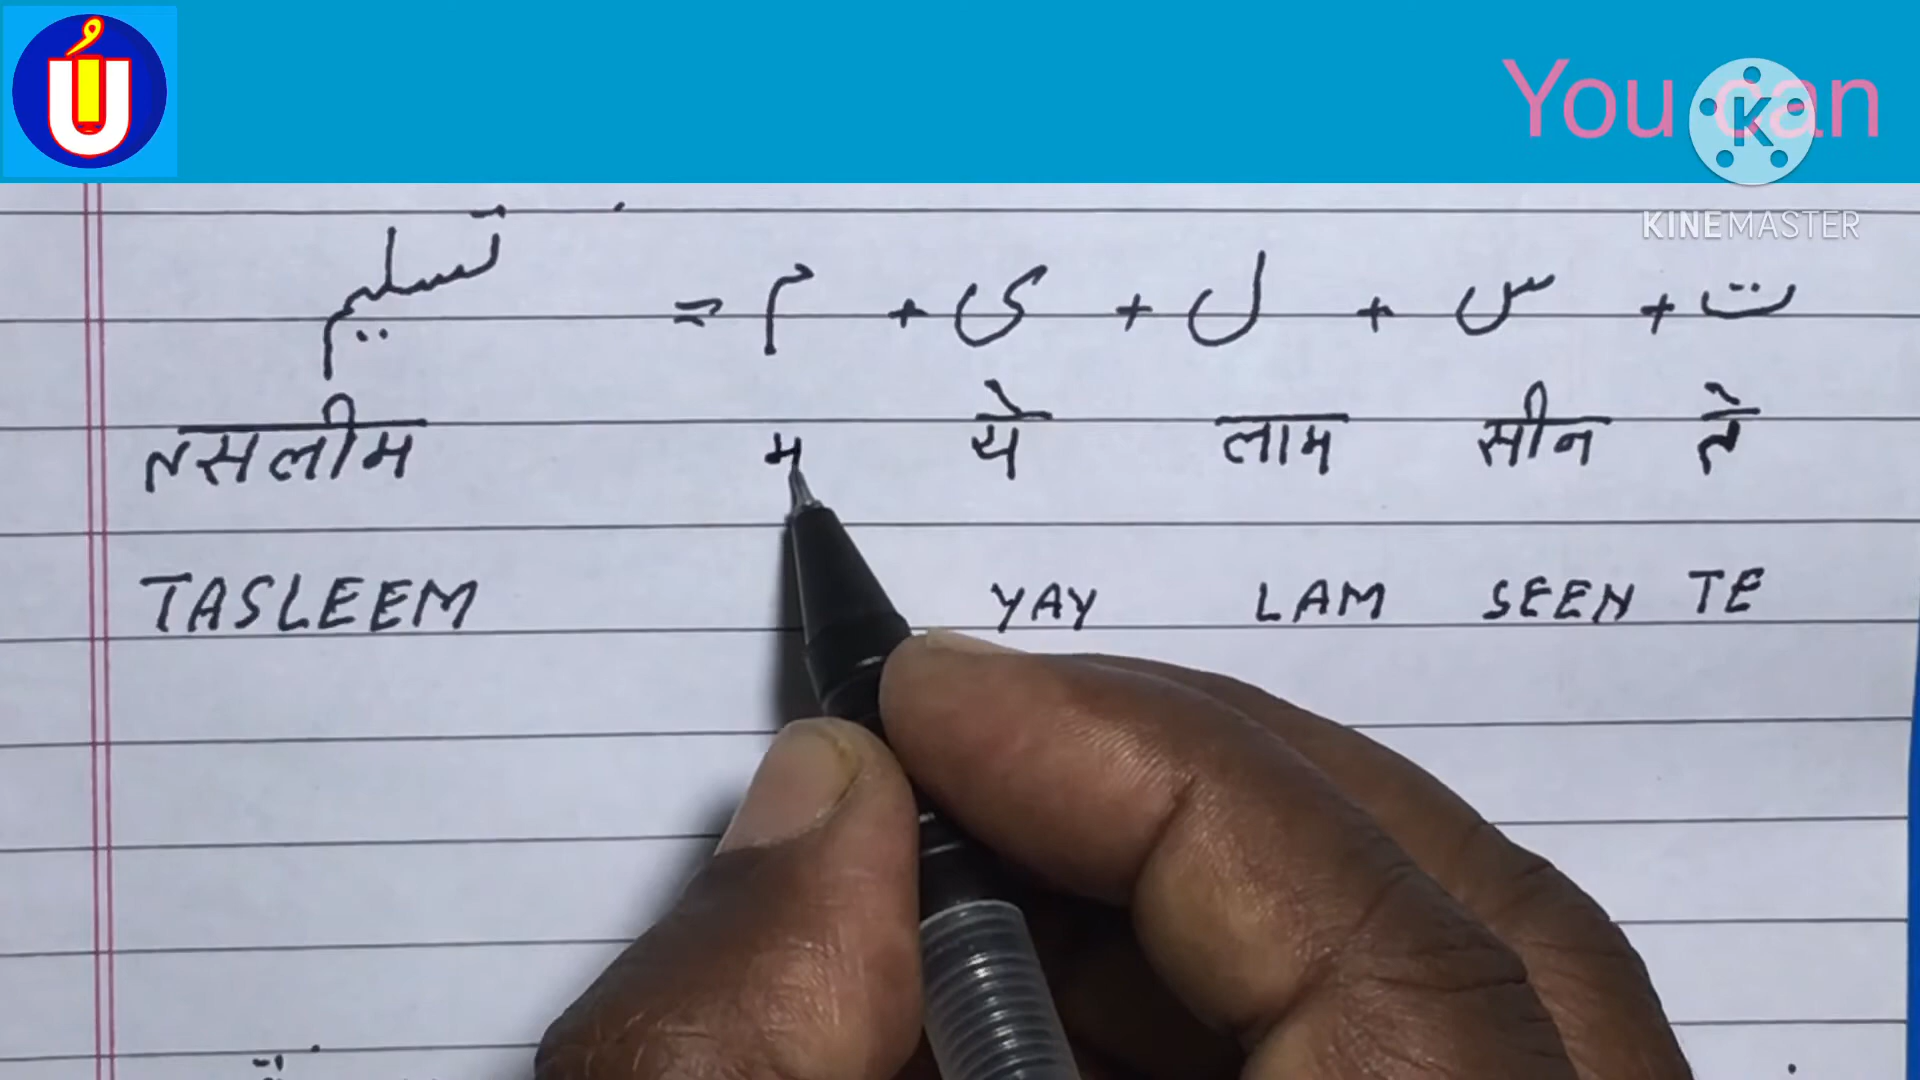 You can
KINEMASTER
ت + س + ل + ی + م = تسلیم
तसलीम म ये लाम सीन ते
TASLEEM YAY LAM SEEN TE